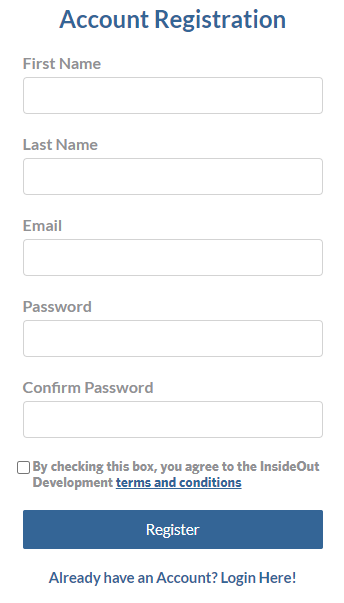 Account Registration
First Name
Last Name
Email
Password
Confirm Password
By checking this box, you agree to the InsideOut
Development terms and conditions
Register
Already have an Account? Login Here!